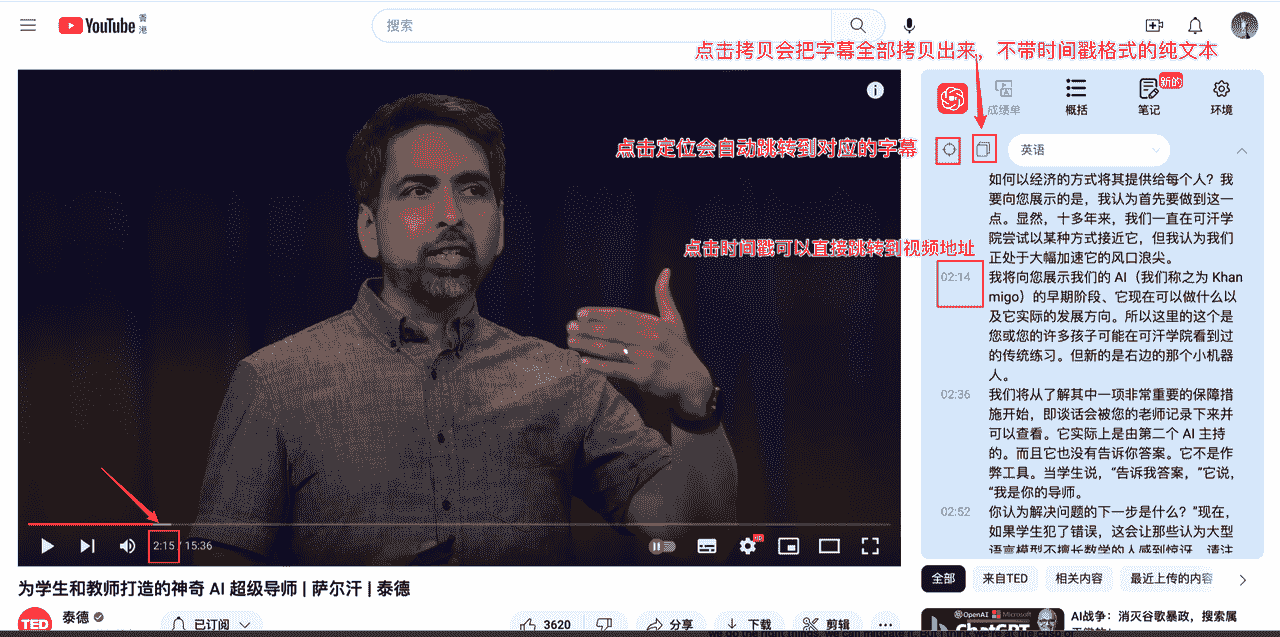 YouTube 香港
搜索
点击拷贝会把字幕全部拷贝出来，不带时间戳格式的纯文本
成绩单
概括
笔记
新的
环境
点击定位会自动跳转到对应的字幕
英语
点击时间戳可以直接跳转到视频地址
如何以经济的方式将其提供给每个人？我
要向您展示的是，我认为首先要做到这一
点。显然，十多年来，我们一直在可汗学
院尝试以某种方式接近它，但我认为我们
正处于大幅加速它的风口浪尖。
02:14 我将向您展示我们的 AI（我们称之为 Khan
migo）的早期阶段、它现在可以做什么以
及它实际的发展方向。所以这里的这个是
您或您的许多孩子可能在可汗学院看到过
的传统练习。但新的是右边的那个小机器
人。
02:36 我们将从了解其中一项非常重要的保障措
施开始，即谈话会被您的老师记录下来并
可以查看。它实际上是由第二个 AI 主持
的。而且它也没有告诉你答案。它不是作
弊工具。当学生说，“告诉我答案，”它说，
“我是你的导师。
02:52 你认为解决问题的下一步是什么？”现在，
如果学生犯了错误，这会让那些认为大型
语言模型不擅长数学的人感到惊讶。请注
2:15 / 15:36
HD
为学生和教师打造的神奇 AI 超级导师 | 萨尔汗 | 泰德
TED
泰德
已订阅
3620
分享
下载
剪辑
全部
来自TED
相关内容
最近上传的内容
OpenAI Microsoft
ChatGPT
AI战争：消灭谷歌暴政，搜索属